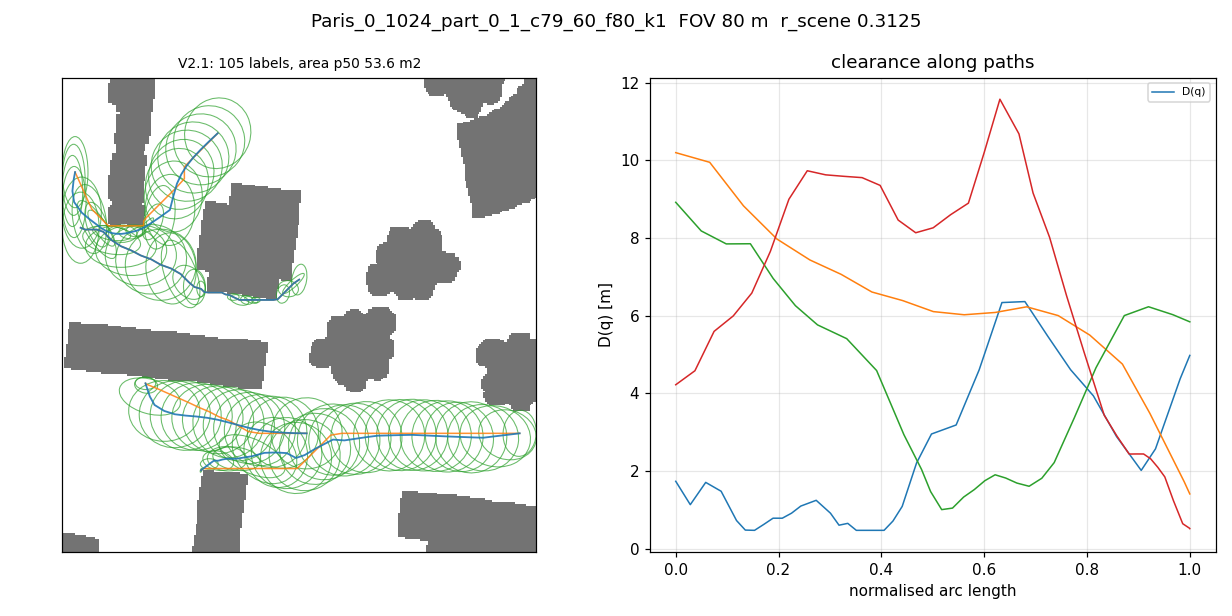 Paris_0_1024_part_0_1_c79_60_f80_k1  FOV 80 m  r_scene 0.3125
V2.1: 105 labels, area p50 53.6 m2
clearance along paths
D(q)
D(q) [m]
12
10
8
6
4
2
0
0.0 0.2 0.4 0.6 0.8 1.0
normalised arc length